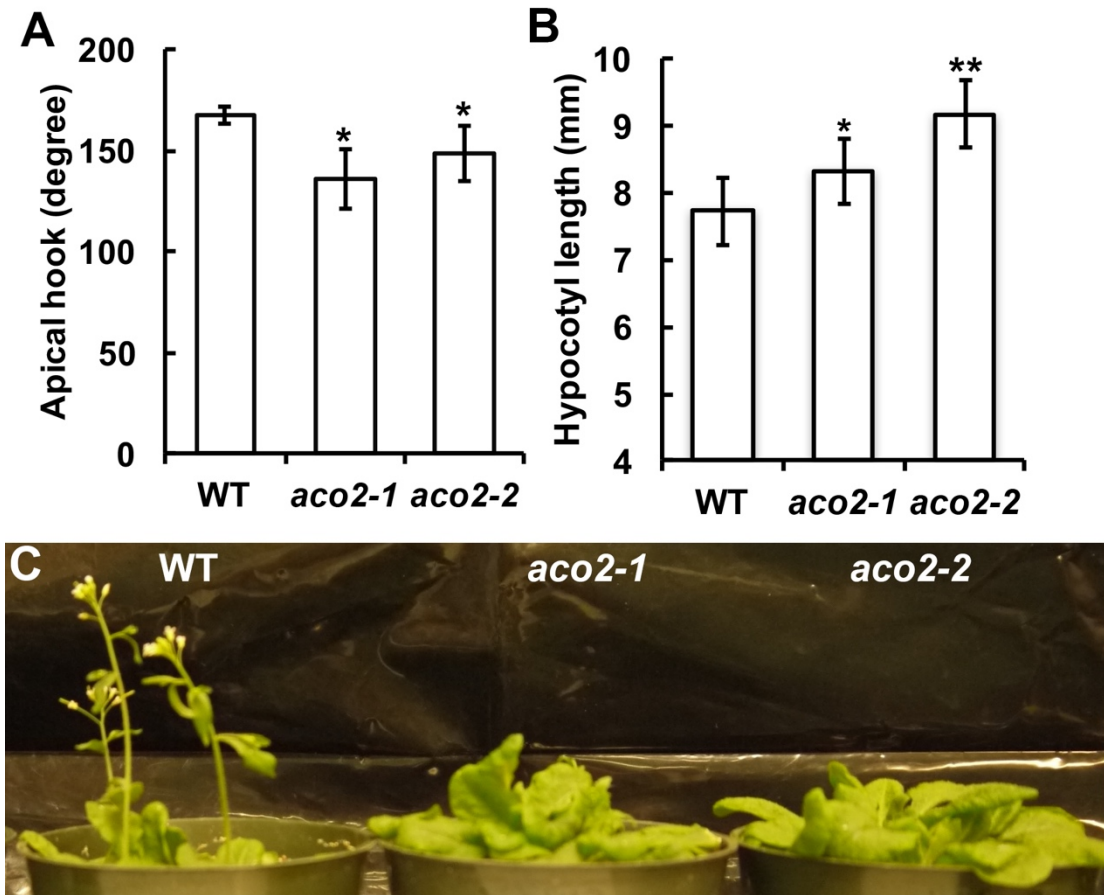 A
Apical hook (degree)
200
150
100
50
0
*
*
WT aco2-1 aco2-2
B
Hypocotyl length (mm)
10
9
8
7
6
5
4
*
**
WT aco2-1 aco2-2
C WT aco2-1 aco2-2